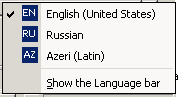 EN English (United States)
RU Russian
AZ Azeri (Latin)
Show the Language bar